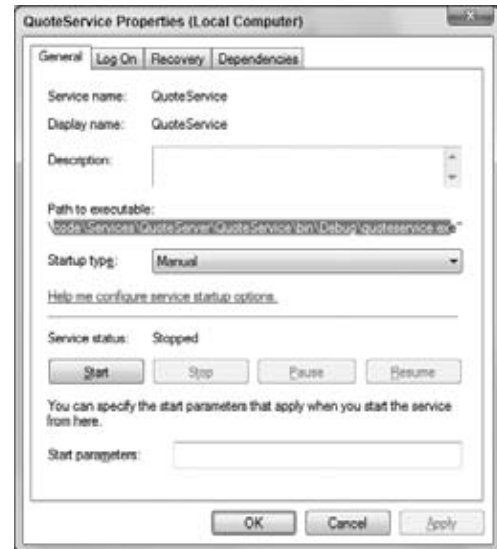 QuoteService Properties (Local Computer)
General Log On Recovery Dependencies
Service name: QuoteService
Display name: QuoteService
Description:
Path to executable:
\code\Services\QuoteServer\QuoteService\bin\Debug\quoteservice.exe"
Startup type: Manual
Help me configure service startup options.
Service status: Stopped
Start Stop Pause Resume
You can specify the start parameters that apply when you start the service
from here.
Start parameters:
OK Cancel Apply